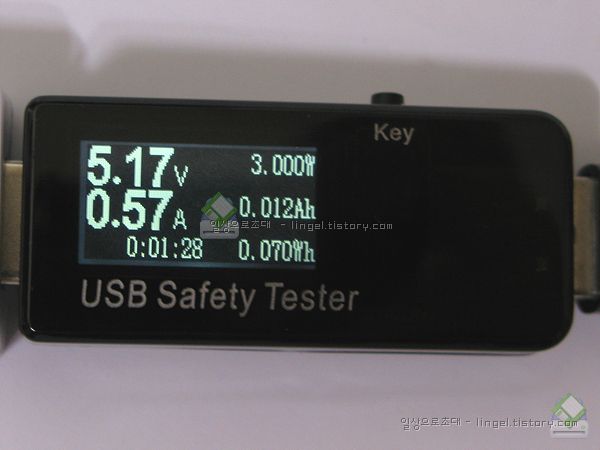 Key
5.17V 3.000W
0.57A 0.012Ah
일상으로초대 - lingel.tistory.com
0:01:28 0.070Wh
USB Safety Tester
일상으로초대 - lingel.tistory.com